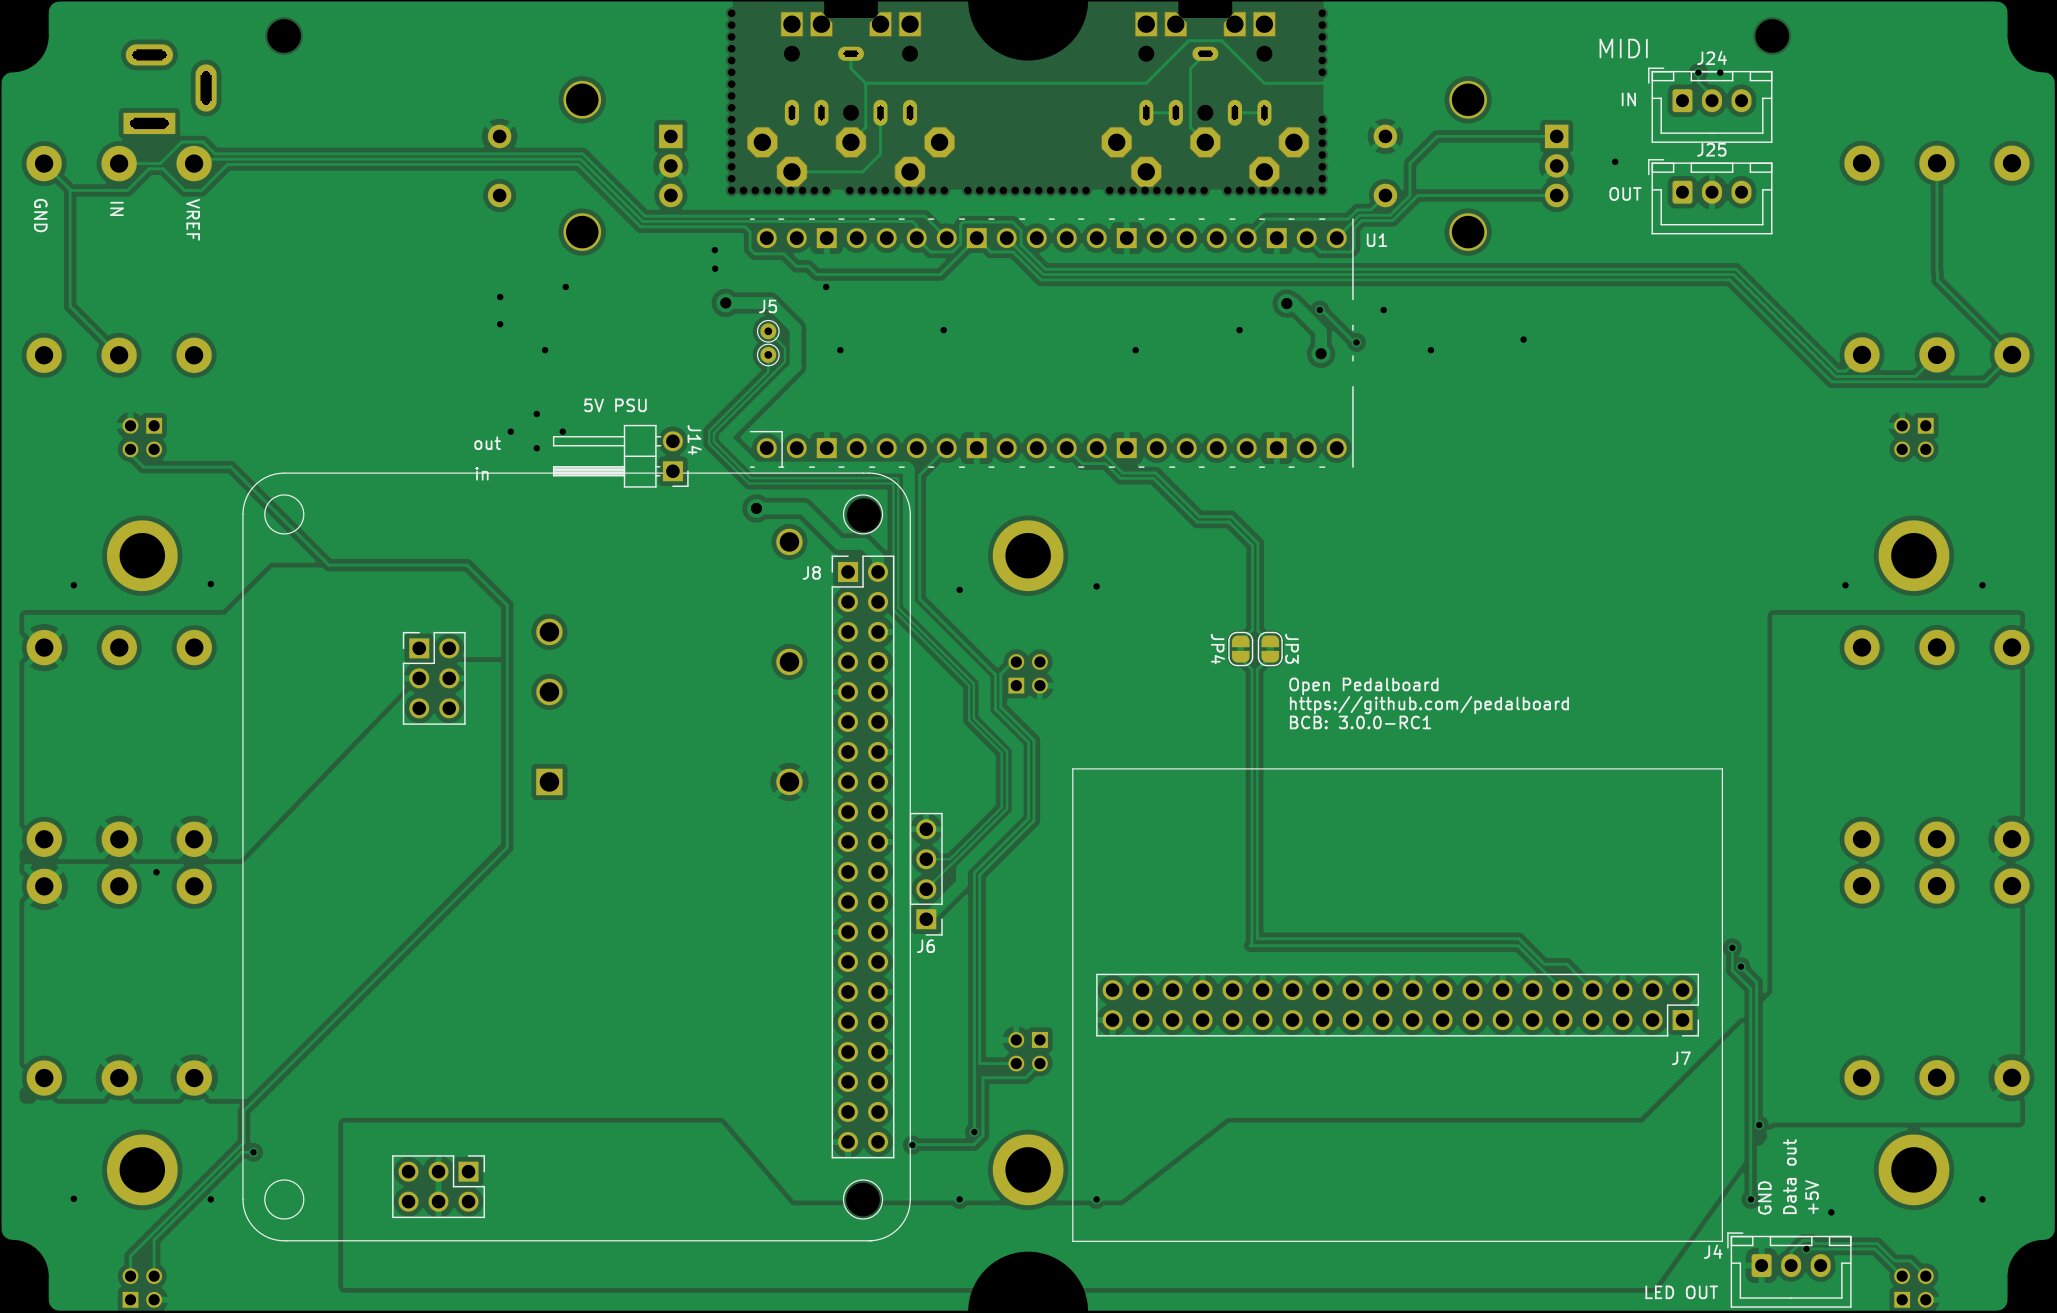 MIDI
J24
IN
J25
OUT
GND
IN
VREF
U1
J5
5V PSU
J14
out
in
J8
JP4
JP3
Open Pedalboard
https://github.com/pedalboard
BCB: 3.0.0-RC1
J6
J7
GND
Data out
+5V
J4
LED OUT